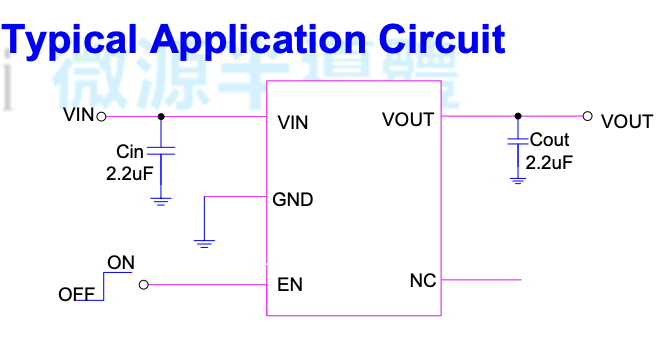 Typical Application Circuit
i 微源半導體
VIN
VIN
VOUT
VOUT
Cin
2.2uF
Cout
2.2uF
GND
ON
OFF
EN
NC